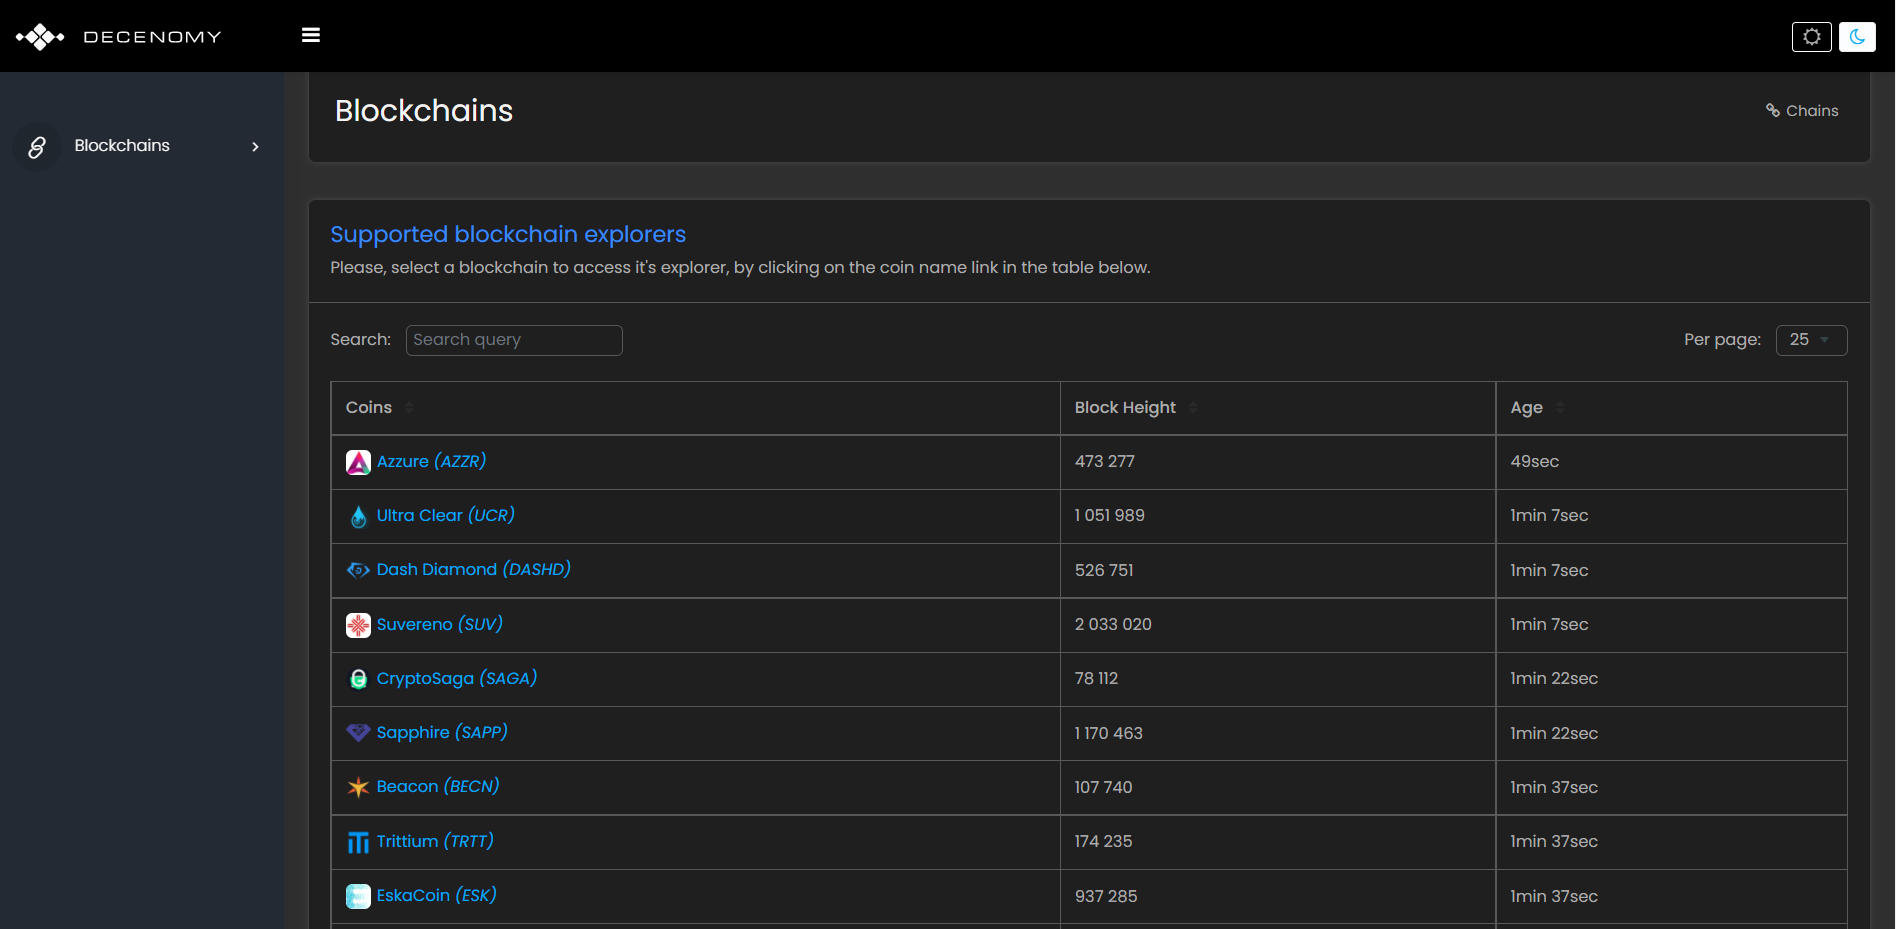 DECENOMY
Blockchains
Blockchains
Chains
Supported blockchain explorers
Please, select a blockchain to access it's explorer, by clicking on the coin name link in the table below.
Search: Search query Per page: 25
Coins Block Height Age
Azzure (AZZR) 473 277 49sec
Ultra Clear (UCR) 1 051 989 1min 7sec
Dash Diamond (DASHD) 526 751 1min 7sec
Suvereno (SUV) 2 033 020 1min 7sec
CryptoSaga (SAGA) 78 112 1min 22sec
Sapphire (SAPP) 1 170 463 1min 22sec
Beacon (BECN) 107 740 1min 37sec
Trittium (TRTT) 174 235 1min 37sec
EskaCoin (ESK) 937 285 1min 37sec